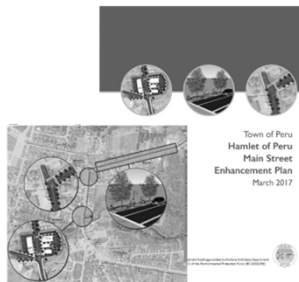 Town of Peru
Hamlet of Peru
Main Street
Enhancement Plan
March 2017